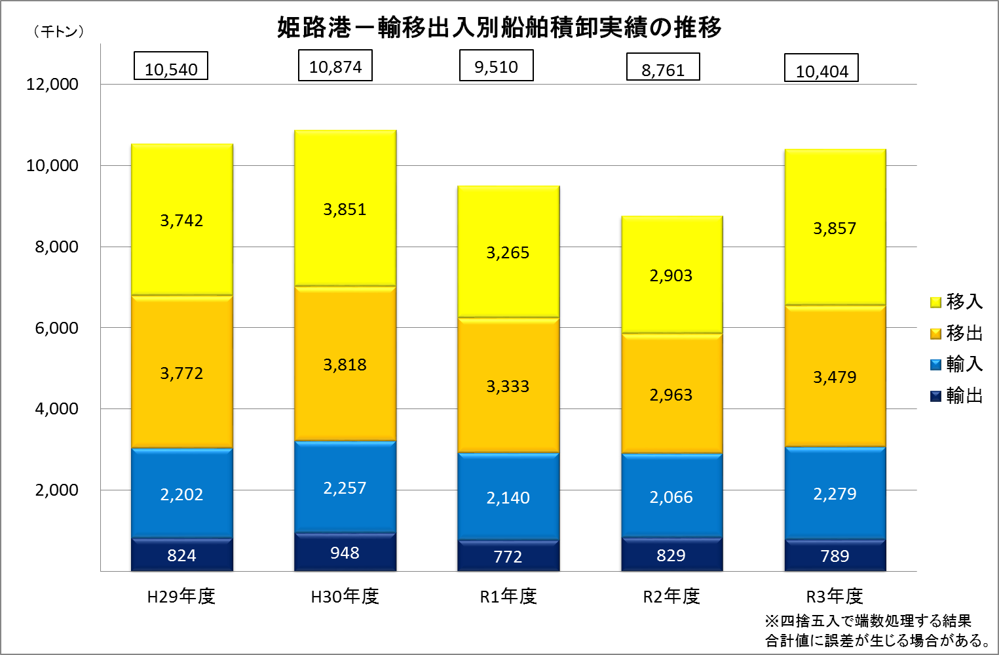 姫路港－輸移出入別船舶積卸実績の推移
（千トン）
10,540 10,874 9,510 8,761 10,404
12,000
10,000
8,000
6,000
4,000
2,000
3,742 3,851 3,265 2,903 3,857
3,772 3,818 3,333 2,963 3,479
2,202 2,257 2,140 2,066 2,279
824 948 772 829 789
H29年度 H30年度 R1年度 R2年度 R3年度
移入
移出
輸入
輸出
※四捨五入で端数処理する結果
合計値に誤差が生じる場合がある。